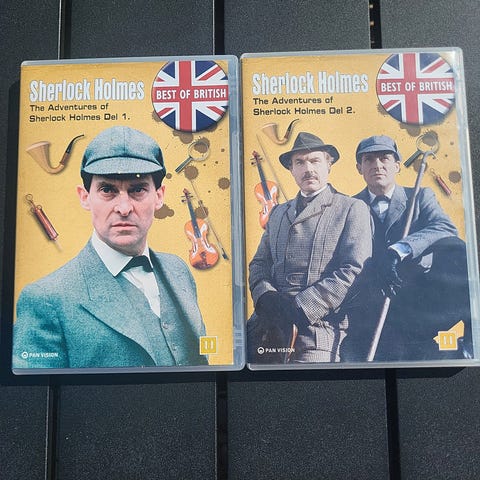 Sherlock Holmes
The Adventures of
Sherlock Holmes Del 1.
BEST OF BRITISH
PAN VISION
11
Sherlock Holmes
The Adventures of
Sherlock Holmes Del 2.
BEST OF BRITISH
PAN VISION
11